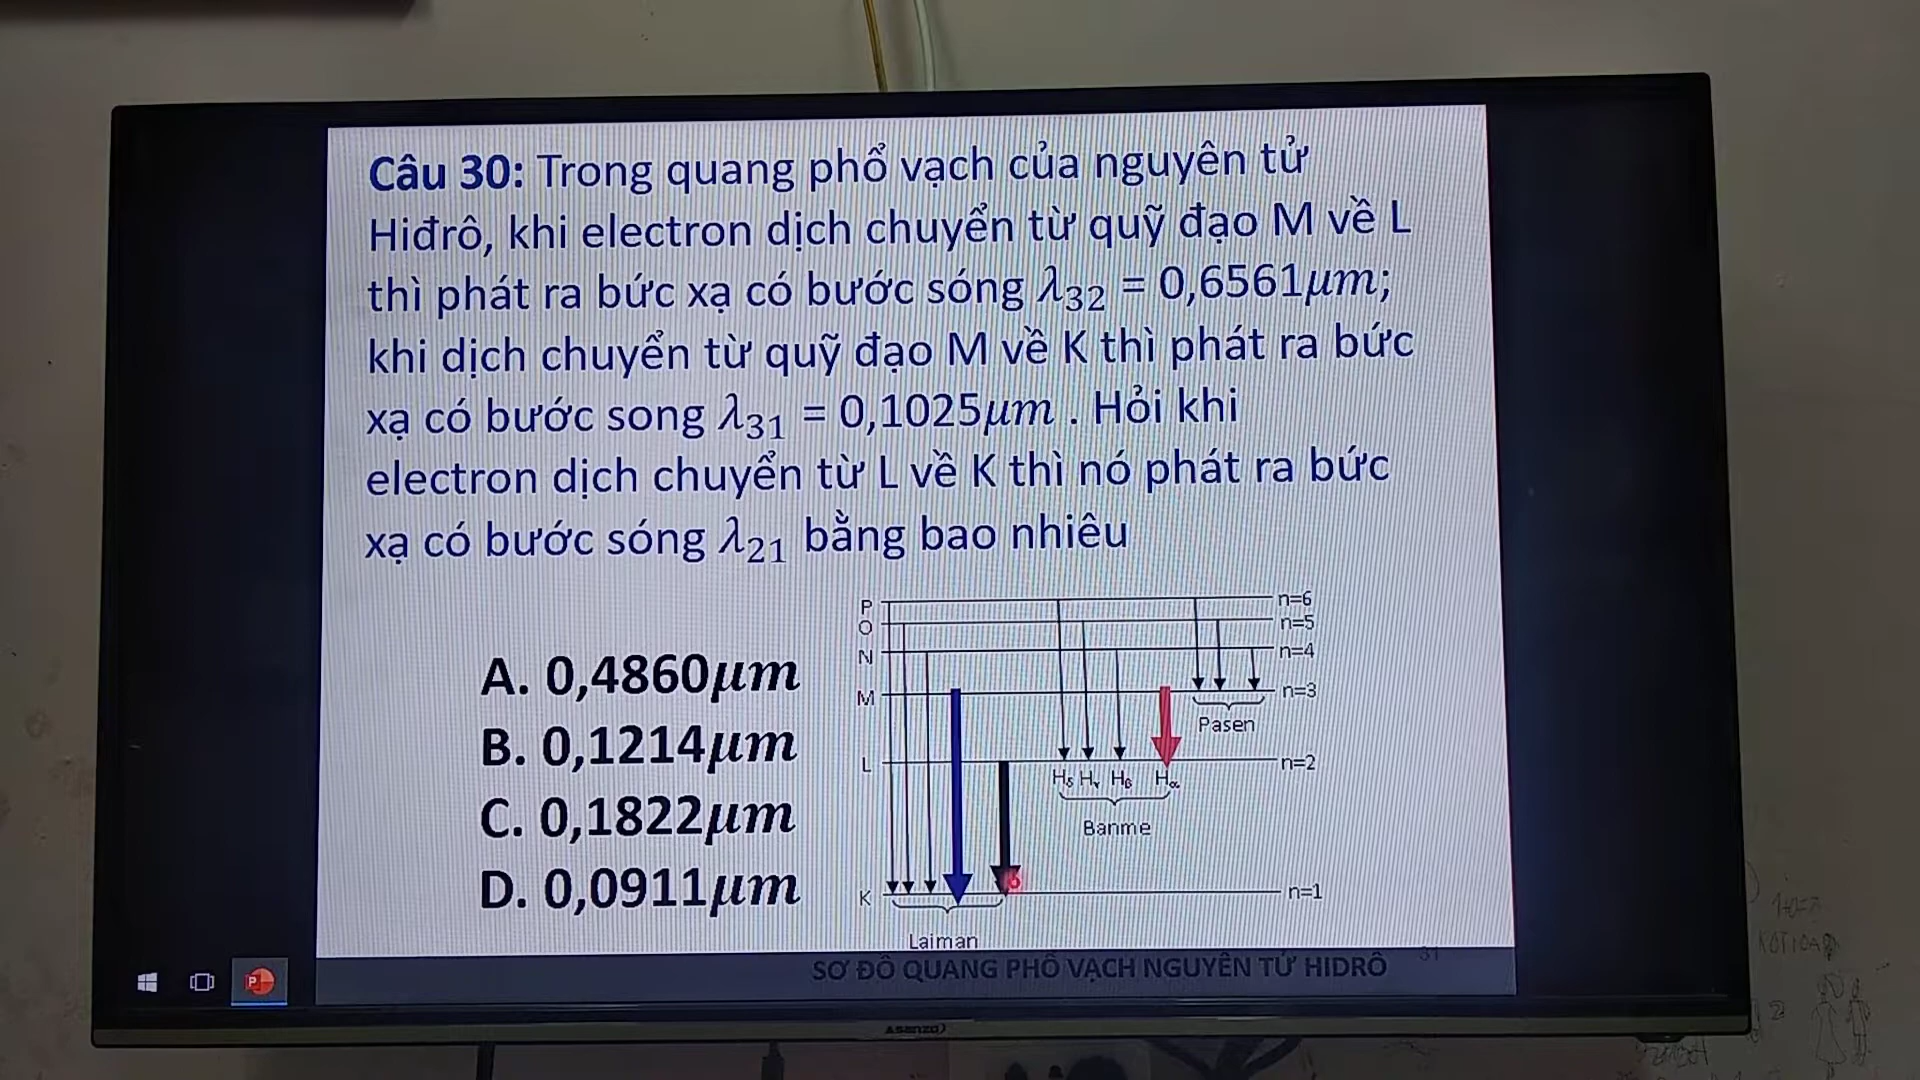 Câu 30: Trong quang phổ vạch của nguyên tử
Hiđrô, khi electron dịch chuyển từ quỹ đạo M về L
thì phát ra bức xạ có bước sóng λ32 = 0,6561μm;
khi dịch chuyển từ quỹ đạo M về K thì phát ra bức
xạ có bước song λ31 = 0,1025μm . Hỏi khi
electron dịch chuyển từ L về K thì nó phát ra bức
xạ có bước sóng λ21 bằng bao nhiêu
A. 0,4860μm
B. 0,1214μm
C. 0,1822μm
D. 0,0911μm
P n=6
O n=5
N n=4
M n=3
Pasen
L n=2
Hδ Hγ Hβ Hα
Banme
K n=1
Laiman
31
SƠ ĐỒ QUANG PHỔ VẠCH NGUYÊN TỬ HIDRÔ
P
Asanzo